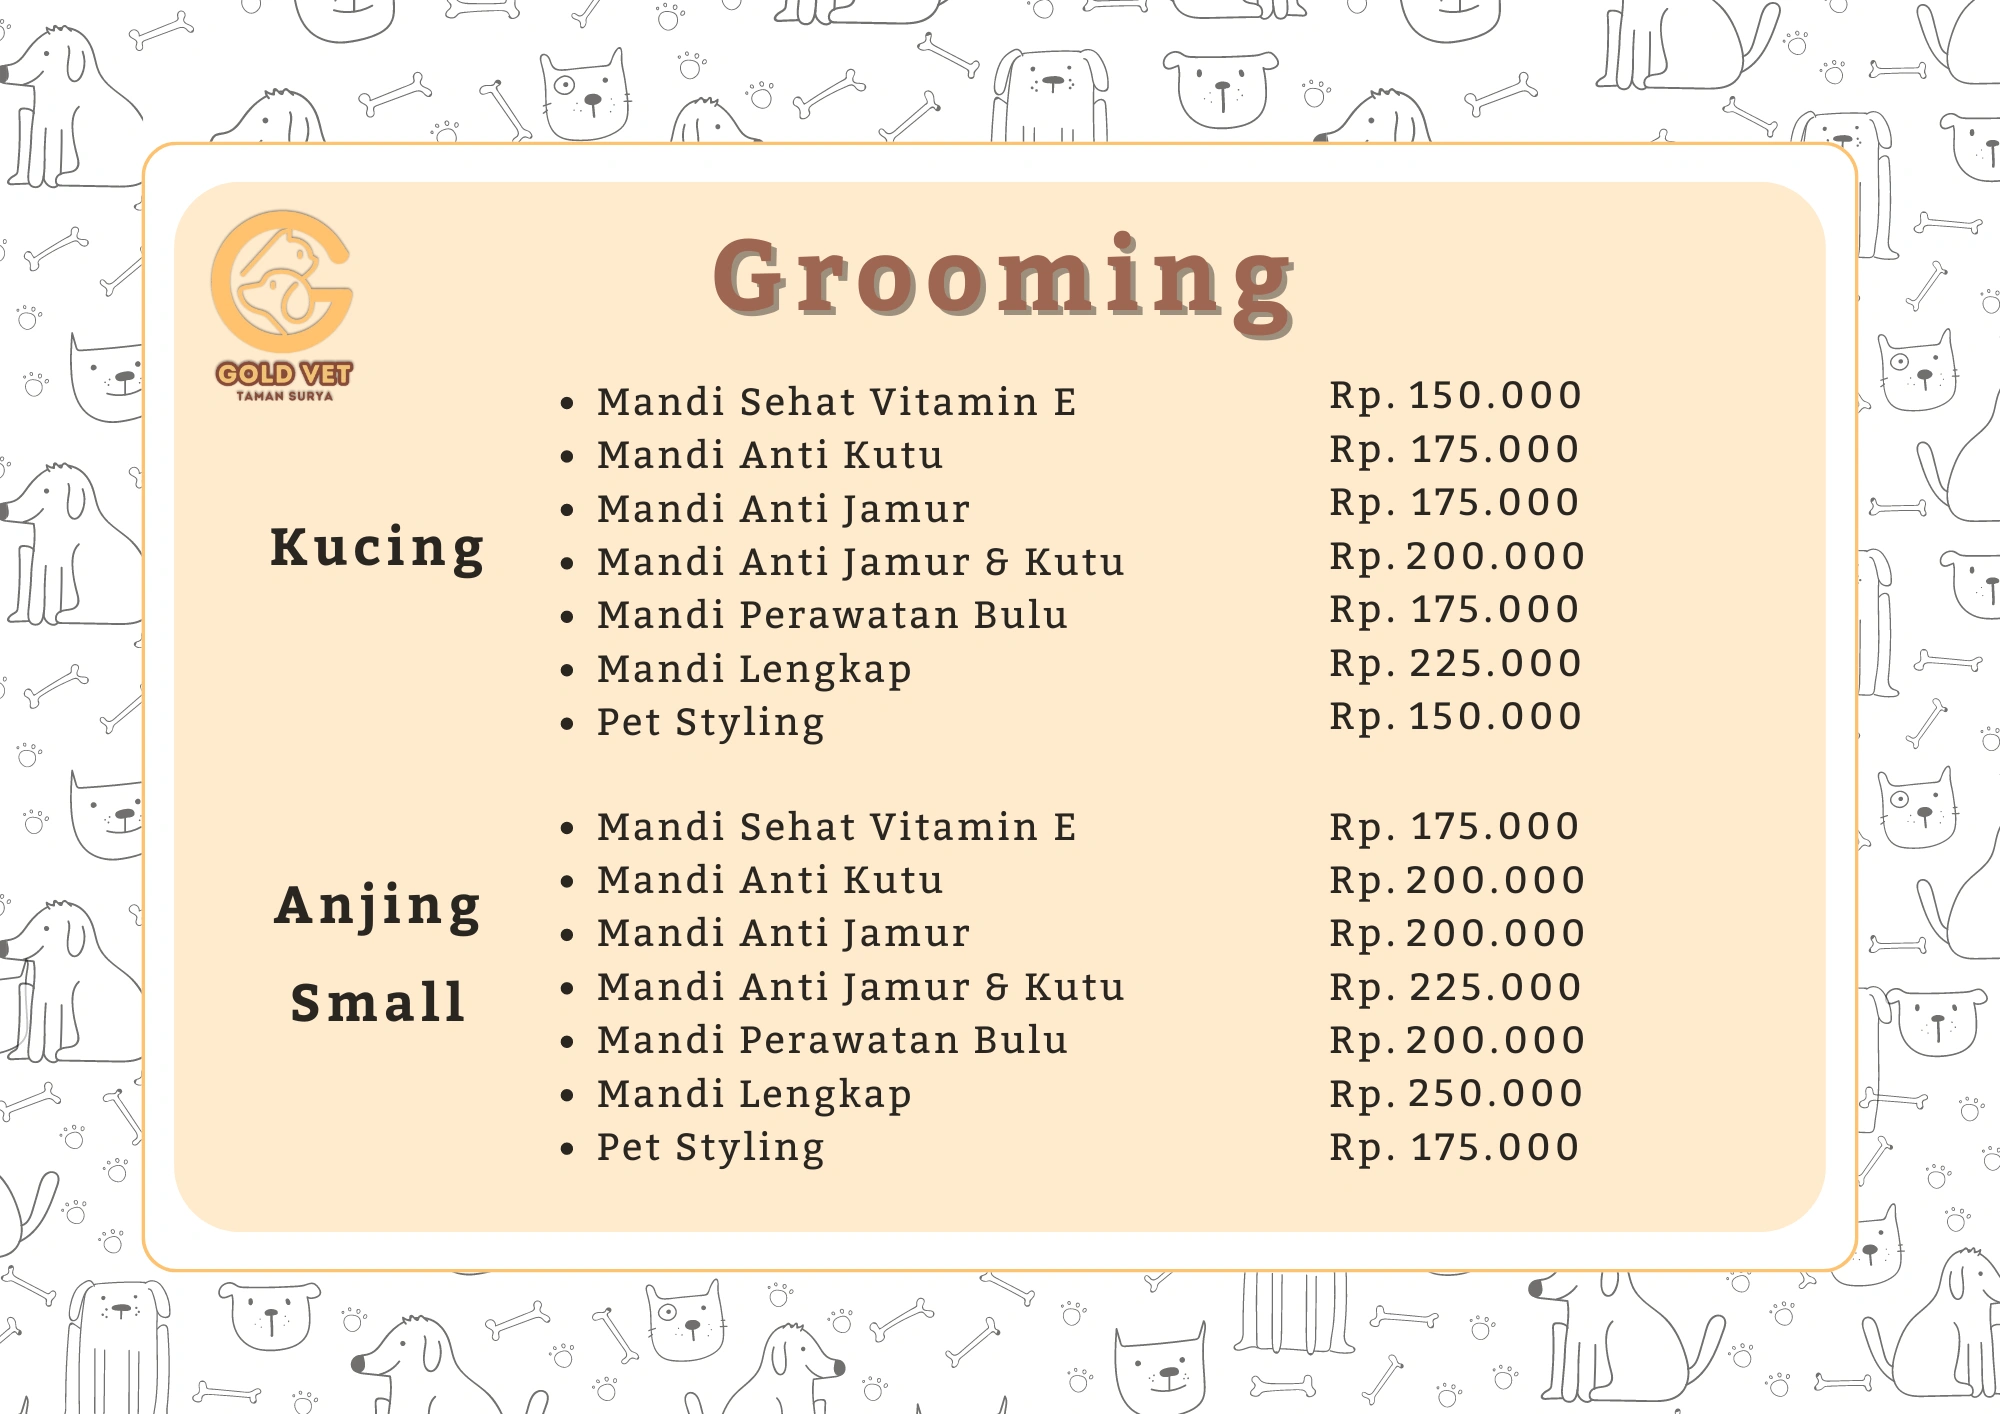 GOLD VET
TAMAN SURYA
Grooming
Kucing
• Mandi Sehat Vitamin E Rp. 150.000
• Mandi Anti Kutu Rp. 175.000
• Mandi Anti Jamur Rp. 175.000
• Mandi Anti Jamur & Kutu Rp. 200.000
• Mandi Perawatan Bulu Rp. 175.000
• Mandi Lengkap Rp. 225.000
• Pet Styling Rp. 150.000
Anjing
Small
• Mandi Sehat Vitamin E Rp. 175.000
• Mandi Anti Kutu Rp. 200.000
• Mandi Anti Jamur Rp. 200.000
• Mandi Anti Jamur & Kutu Rp. 225.000
• Mandi Perawatan Bulu Rp. 200.000
• Mandi Lengkap Rp. 250.000
• Pet Styling Rp. 175.000